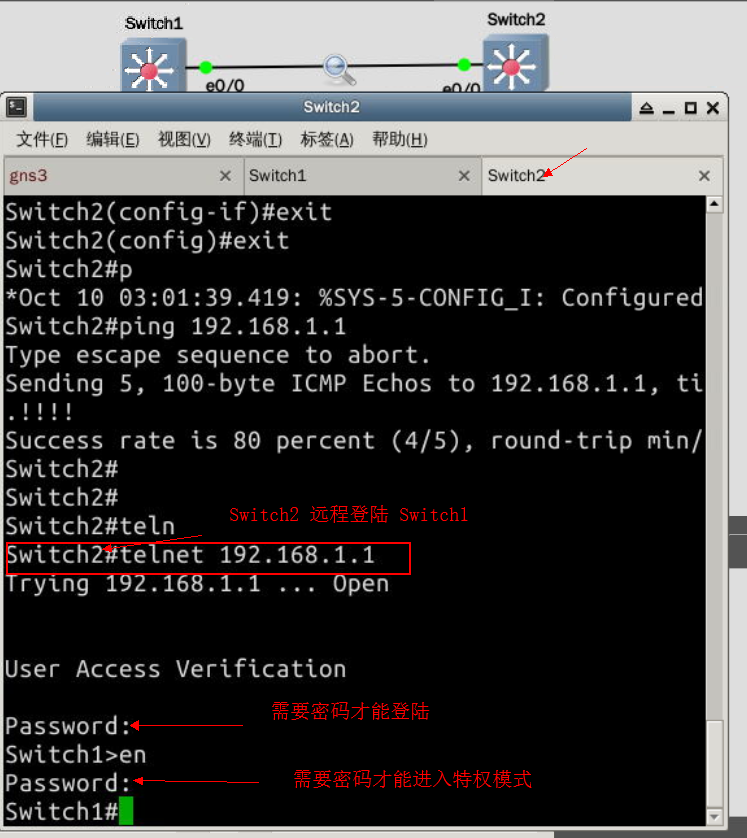 Switch1
Switch2
e0/0
e0/0
Switch2
文件(F) 编辑(E) 视图(V) 终端(T) 标签(A) 帮助(H)
gns3
Switch1
Switch2
Switch2(config-if)#exit
Switch2(config)#exit
Switch2#p
*Oct 10 03:01:39.419: %SYS-5-CONFIG_I: Configured
Switch2#ping 192.168.1.1
Type escape sequence to abort.
Sending 5, 100-byte ICMP Echos to 192.168.1.1, ti
.!!!!
Success rate is 80 percent (4/5), round-trip min/
Switch2#
Switch2#
Switch2 远程登陆 Switch1
Switch2#teln
Switch2#telnet 192.168.1.1
Trying 192.168.1.1 ... Open
User Access Verification
需要密码才能登陆
Password:
Switch1>en
需要密码才能进入特权模式
Password:
Switch1#